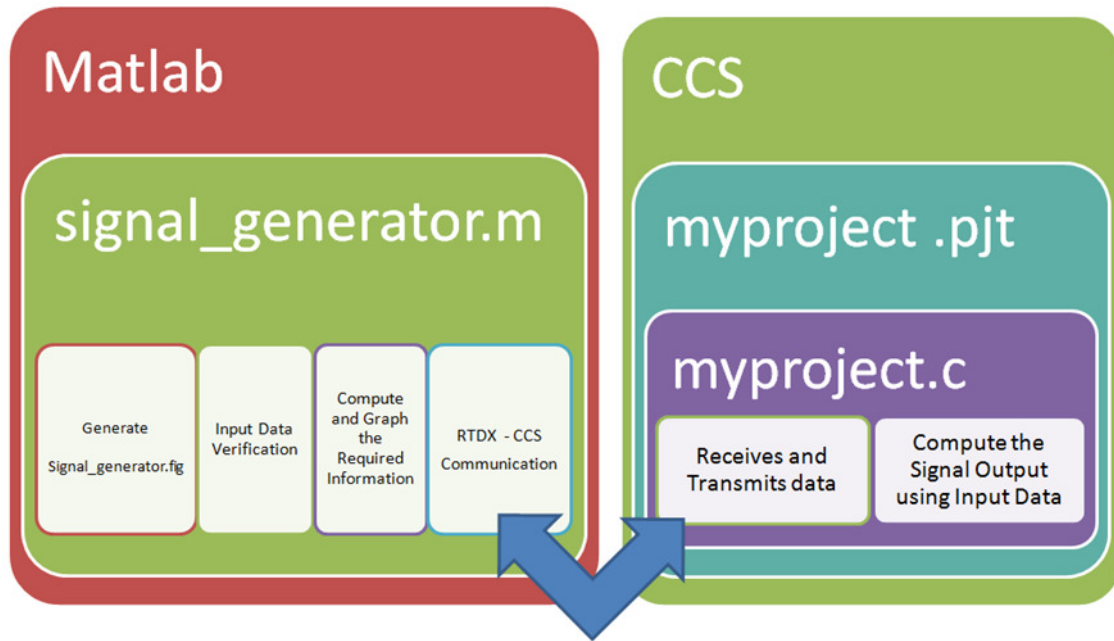 Matlab
signal_generator.m
Generate
Signal_generator.fig
Input Data
Verification
Compute
and Graph
the
Required
Information
RTDX - CCS
Communication
CCS
myproject .pjt
myproject.c
Receives and
Transmits data
Compute the
Signal Output
using Input Data